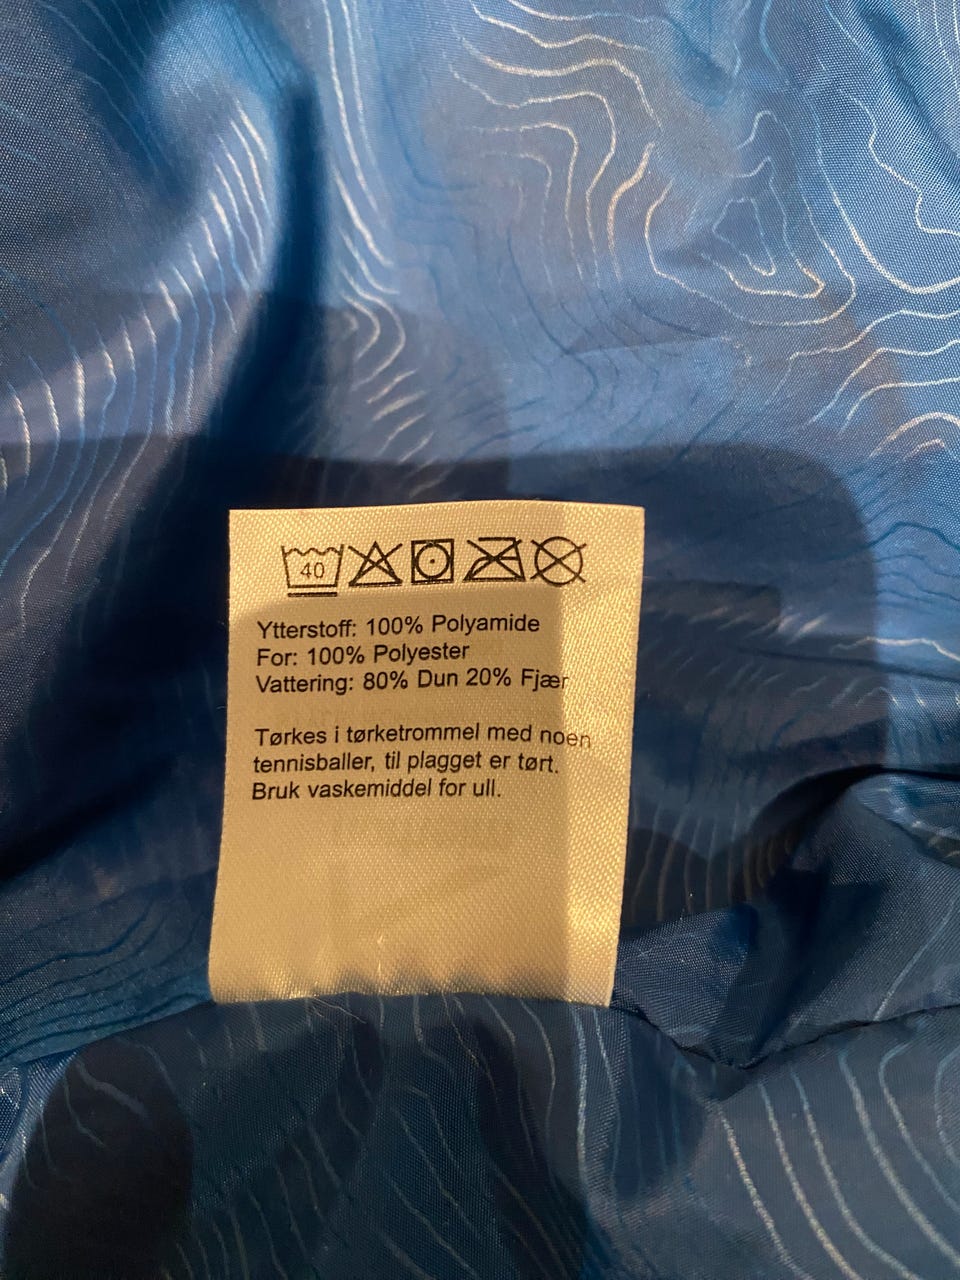 40
Ytterstoff: 100% Polyamide
For: 100% Polyester
Vattering: 80% Dun 20% Fjær
Tørkes i tørketrommel med noen
tennisballer, til plagget er tørt.
Bruk vaskemiddel for ull.